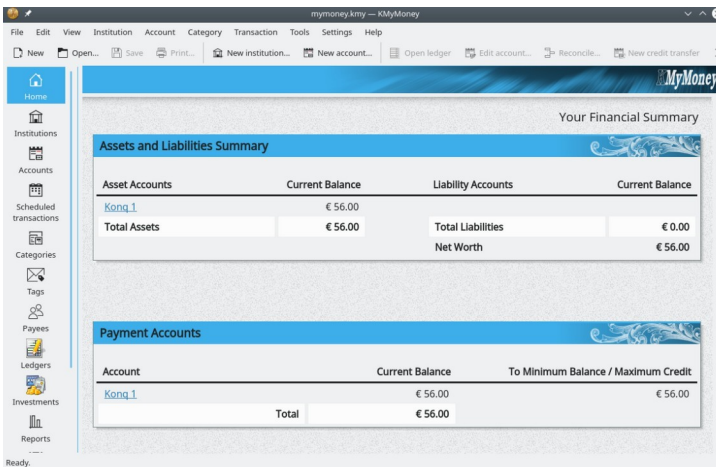 mymoney.kmy — KMyMoney
File Edit View Institution Account Category Transaction Tools Settings Help
New Open... Save Print... New institution... New account... Open ledger Edit account... Reconcile... New credit transfer
Home
Institutions
Accounts
Scheduled
transactions
Categories
Tags
Payees
Ledgers
Investments
Reports
KMyMoney
Your Financial Summary
Assets and Liabilities Summary
Asset Accounts Current Balance Liability Accounts Current Balance
Konq 1 € 56.00
Total Assets € 56.00 Total Liabilities € 0.00
Net Worth € 56.00
Payment Accounts
Account Current Balance To Minimum Balance / Maximum Credit
Konq 1 € 56.00 € 56.00
Total € 56.00
Ready.